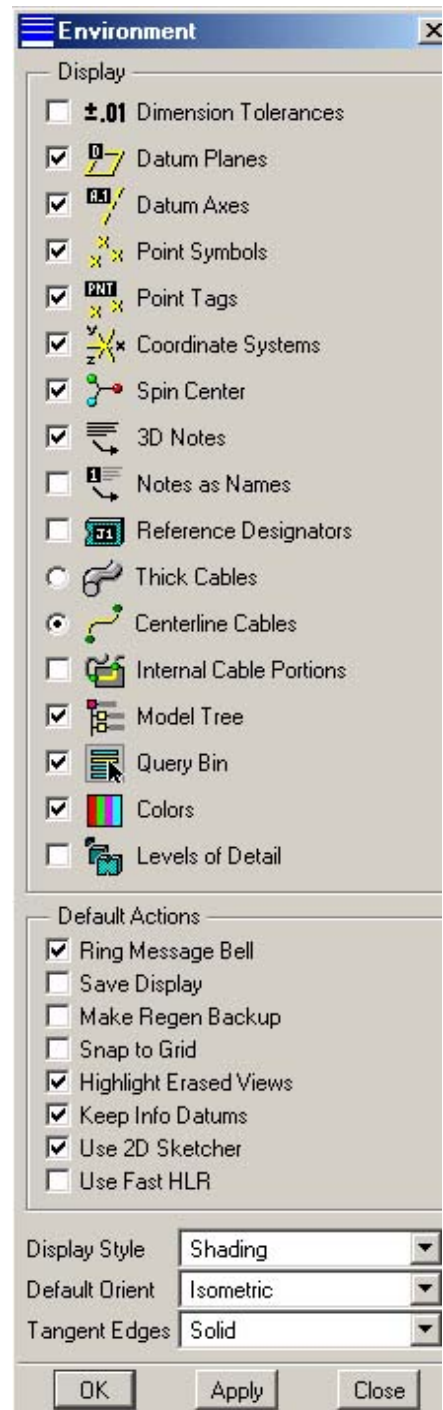 Environment
Display
±.01 Dimension Tolerances
D Datum Planes
A.1 Datum Axes
Point Symbols
PNT Point Tags
y z x Coordinate Systems
Spin Center
3D Notes
1 Notes as Names
J1 Reference Designators
Thick Cables
Centerline Cables
Internal Cable Portions
Model Tree
Query Bin
Colors
Levels of Detail
Default Actions
Ring Message Bell
Save Display
Make Regen Backup
Snap to Grid
Highlight Erased Views
Keep Info Datums
Use 2D Sketcher
Use Fast HLR
Display Style Shading
Default Orient Isometric
Tangent Edges Solid
OK Apply Close